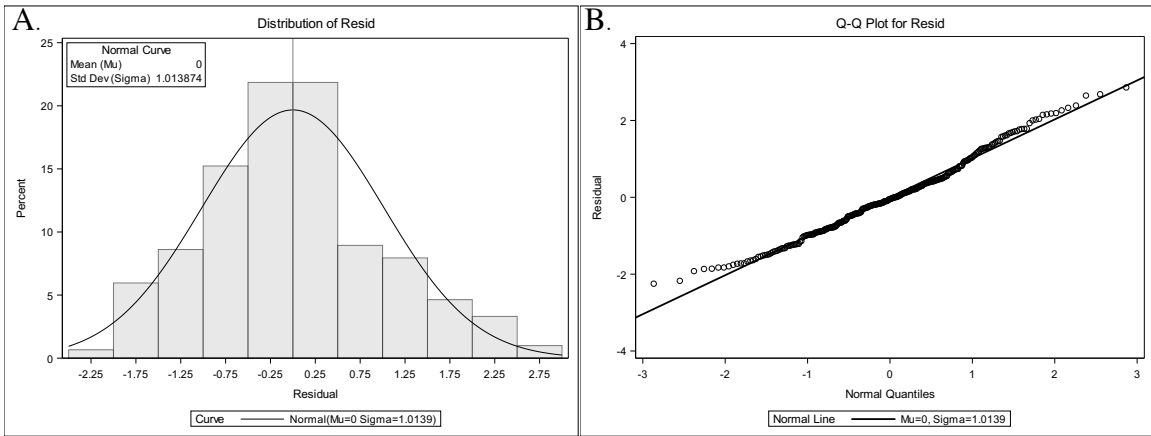 A.
Distribution of Resid
Normal Curve
Mean (Mu) 0
Std Dev (Sigma) 1.013874
25
20
15
10
5
0
Percent
-2.25 -1.75 -1.25 -0.75 -0.25 0.25 0.75 1.25 1.75 2.25 2.75
Residual
Curve Normal(Mu=0 Sigma=1.0139)
B.
Q-Q Plot for Resid
4
2
0
-2
-4
Residual
-3 -2 -1 0 1 2 3
Normal Quantiles
Normal Line Mu=0, Sigma=1.0139